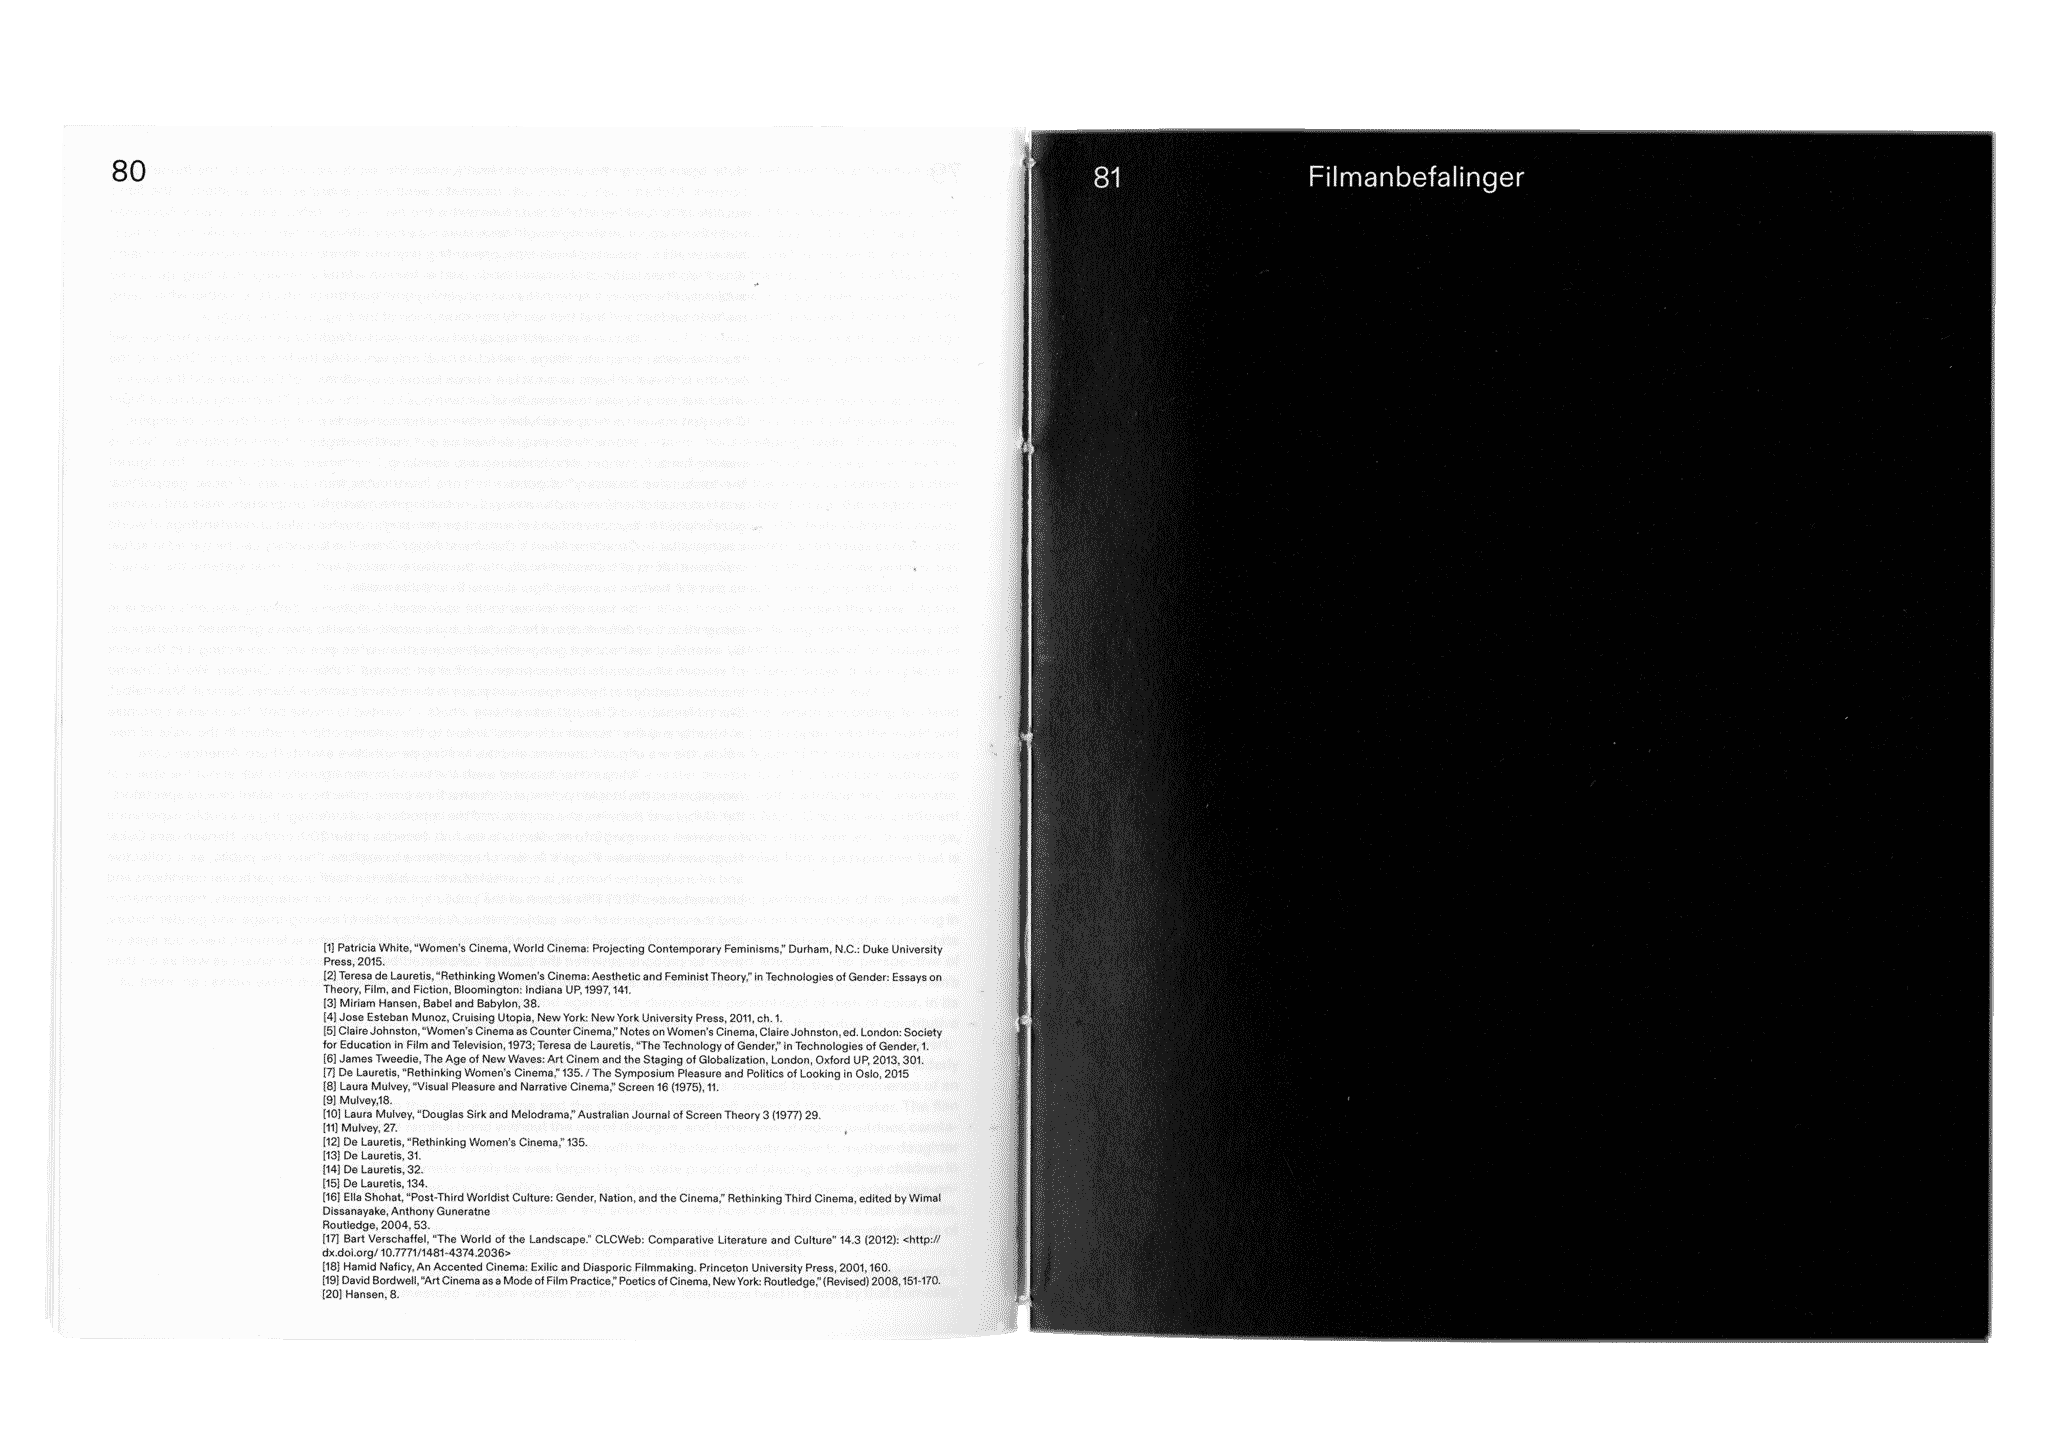 80
[1] Patricia White, “Women’s Cinema, World Cinema: Projecting Contemporary Feminisms,” Durham, N.C.: Duke University
Press, 2015.
[2] Teresa de Lauretis, “Rethinking Women’s Cinema: Aesthetic and Feminist Theory,” in Technologies of Gender: Essays on
Theory, Film, and Fiction, Bloomington: Indiana UP, 1997, 141.
[3] Miriam Hansen, Babel and Babylon, 38.
[4] Jose Esteban Munoz, Cruising Utopia, New York: New York University Press, 2011, ch. 1.
[5] Claire Johnston, “Women’s Cinema as Counter Cinema,” Notes on Women’s Cinema, Claire Johnston, ed. London: Society
for Education in Film and Television, 1973; Teresa de Lauretis, “The Technology of Gender,” in Technologies of Gender, 1.
[6] James Tweedie, The Age of New Waves: Art Cinem and the Staging of Globalization, London, Oxford UP, 2013, 301.
[7] De Lauretis, “Rethinking Women’s Cinema,” 135. / The Symposium Pleasure and Politics of Looking in Oslo, 2015
[8] Laura Mulvey, “Visual Pleasure and Narrative Cinema,” Screen 16 (1975), 11.
[9] Mulvey,18.
[10] Laura Mulvey, “Douglas Sirk and Melodrama,” Australian Journal of Screen Theory 3 (1977) 29.
[11] Mulvey, 27.
[12] De Lauretis, “Rethinking Women’s Cinema,” 135.
[13] De Lauretis, 31.
[14] De Lauretis, 32.
[15] De Lauretis, 134.
[16] Ella Shohat, “Post-Third Worldist Culture: Gender, Nation, and the Cinema,” Rethinking Third Cinema, edited by Wimal
Dissanayake, Anthony Guneratne
Routledge, 2004, 53.
[17] Bart Verschaffel, “The World of the Landscape.” CLCWeb: Comparative Literature and Culture” 14.3 (2012): <http://
dx.doi.org/ 10.7771/1481-4374.2036>
[18] Hamid Naficy, An Accented Cinema: Exilic and Diasporic Filmmaking. Princeton University Press, 2001, 160.
[19] David Bordwell, “Art Cinema as a Mode of Film Practice,” Poetics of Cinema, New York: Routledge,” (Revised) 2008, 151-170.
[20] Hansen, 8.
81 Filmanbefalinger